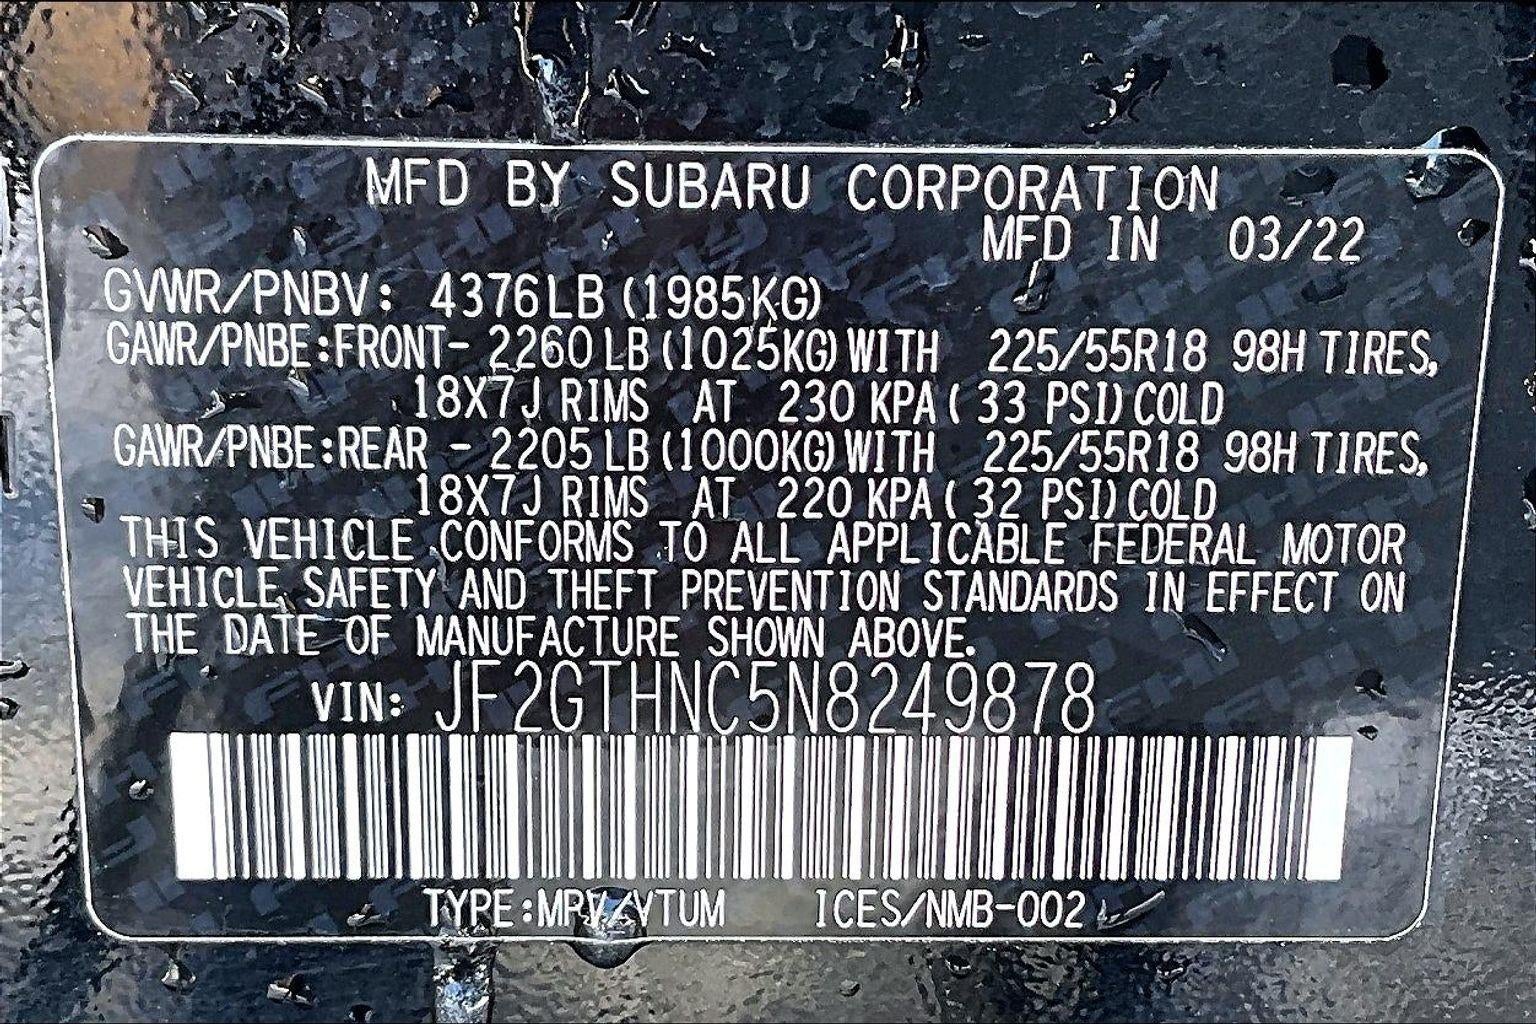 MFD BY SUBARU CORPORATION
MFD IN 03/22
GVWR/PNBV: 4376LB (1985KG)
GAWR/PNBE:FRONT- 2260 LB (1025KG) WITH 225/55R18 98H TIRES,
18X7J RIMS AT 230 KPA ( 33 PSI) COLD
GAWR/PNBE:REAR - 2205 LB (1000KG) WITH 225/55R18 98H TIRES,
18X7J RIMS AT 220 KPA ( 32 PSI) COLD
THIS VEHICLE CONFORMS TO ALL APPLICABLE FEDERAL MOTOR
VEHICLE SAFETY AND THEFT PREVENTION STANDARDS IN EFFECT ON
THE DATE OF MANUFACTURE SHOWN ABOVE.
VIN: JF2GTHNC5N8249878
TYPE:MPV/VTUM ICES/NMB-002